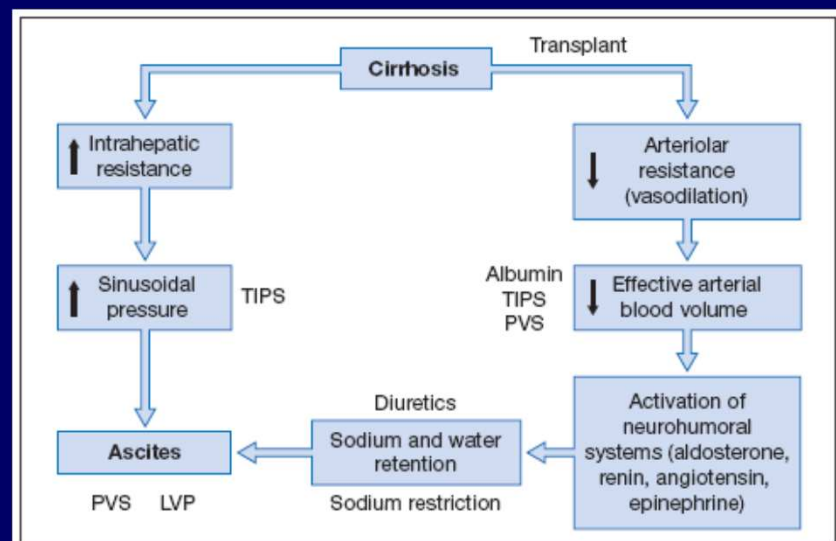 Transplant
Cirrhosis
Intrahepatic
resistance
Arteriolar
resistance
(vasodilation)
Sinusoidal
pressure
TIPS
Albumin
TIPS
PVS
Effective arterial
blood volume
Diuretics
Ascites
Sodium and water
retention
Activation of
neurohumoral
systems (aldosterone,
renin, angiotensin,
epinephrine)
PVS LVP
Sodium restriction